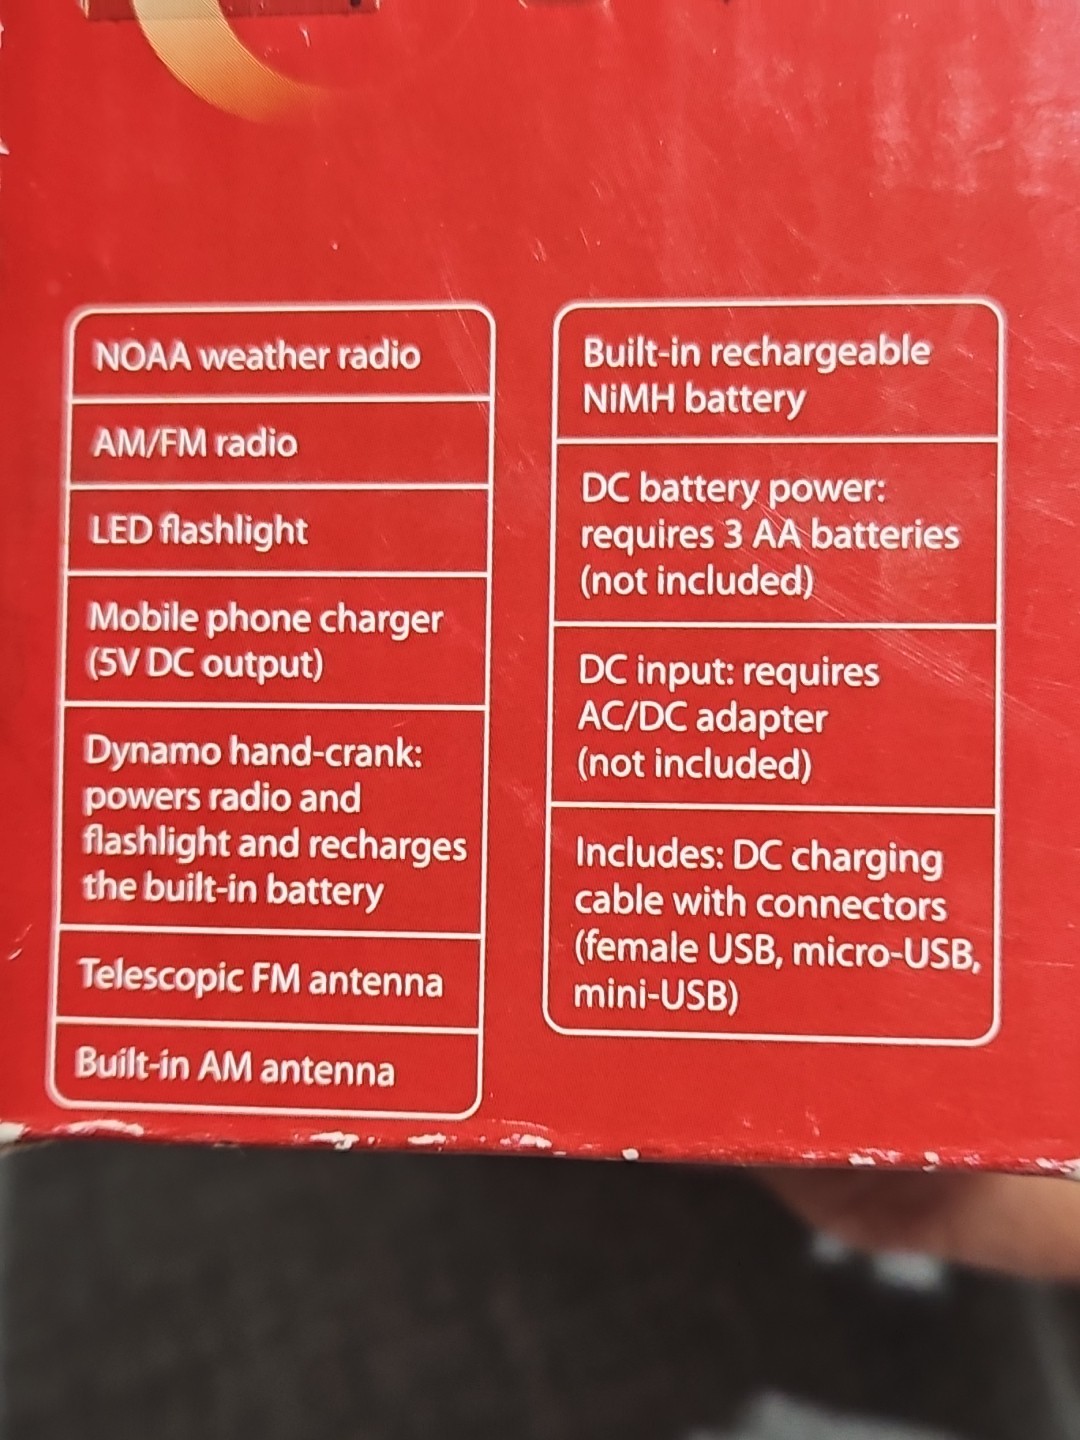 NOAA weather radio
AM/FM radio
LED flashlight
Mobile phone charger
(5V DC output)
Dynamo hand-crank:
powers radio and
flashlight and recharges
the built-in battery
Telescopic FM antenna
Built-in AM antenna
Built-in rechargeable
NiMH battery
DC battery power:
requires 3 AA batteries
(not included)
DC input: requires
AC/DC adapter
(not included)
Includes: DC charging
cable with connectors
(female USB, micro-USB,
mini-USB)